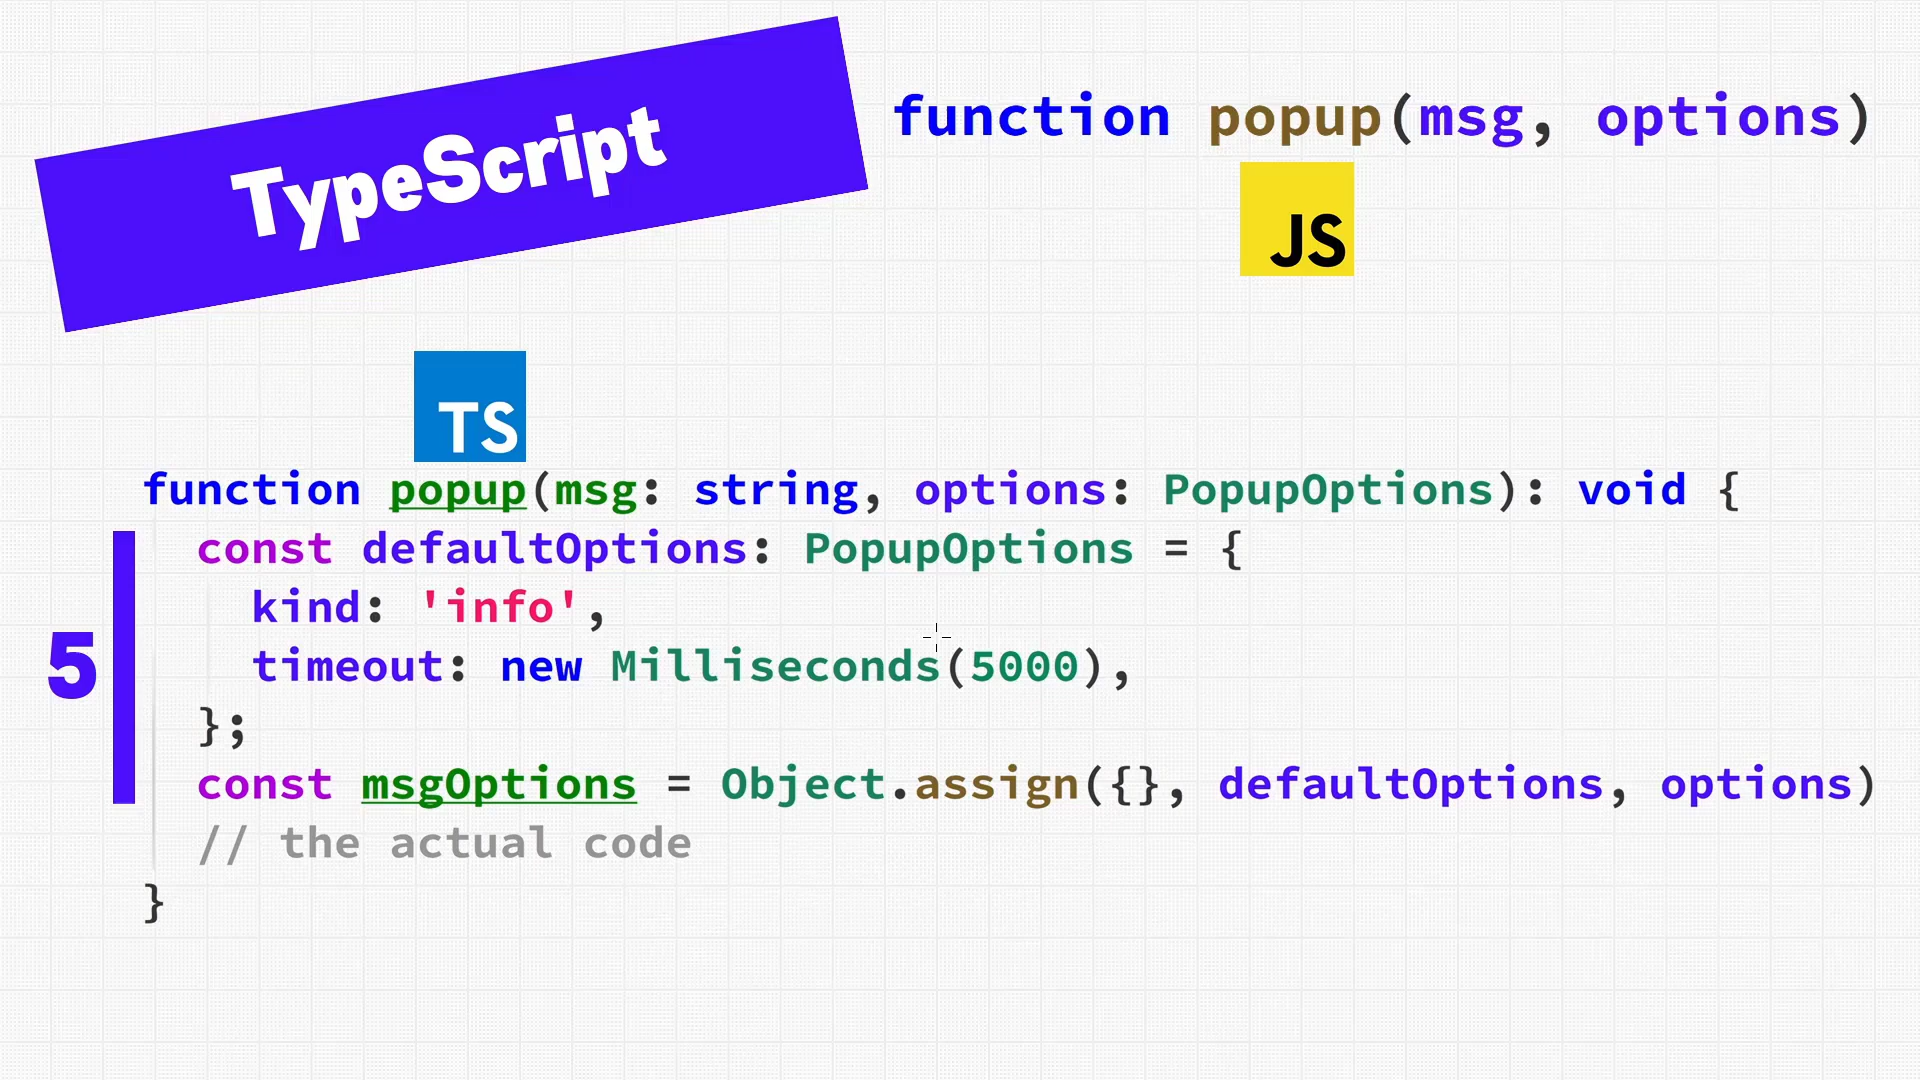 TypeScript
function popup(msg, options)
JS
TS
function popup(msg: string, options: PopupOptions): void {
const defaultOptions: PopupOptions = {
kind: 'info',
5
timeout: new Milliseconds(5000),
};
const msgOptions = Object.assign({}, defaultOptions, options)
// the actual code
}